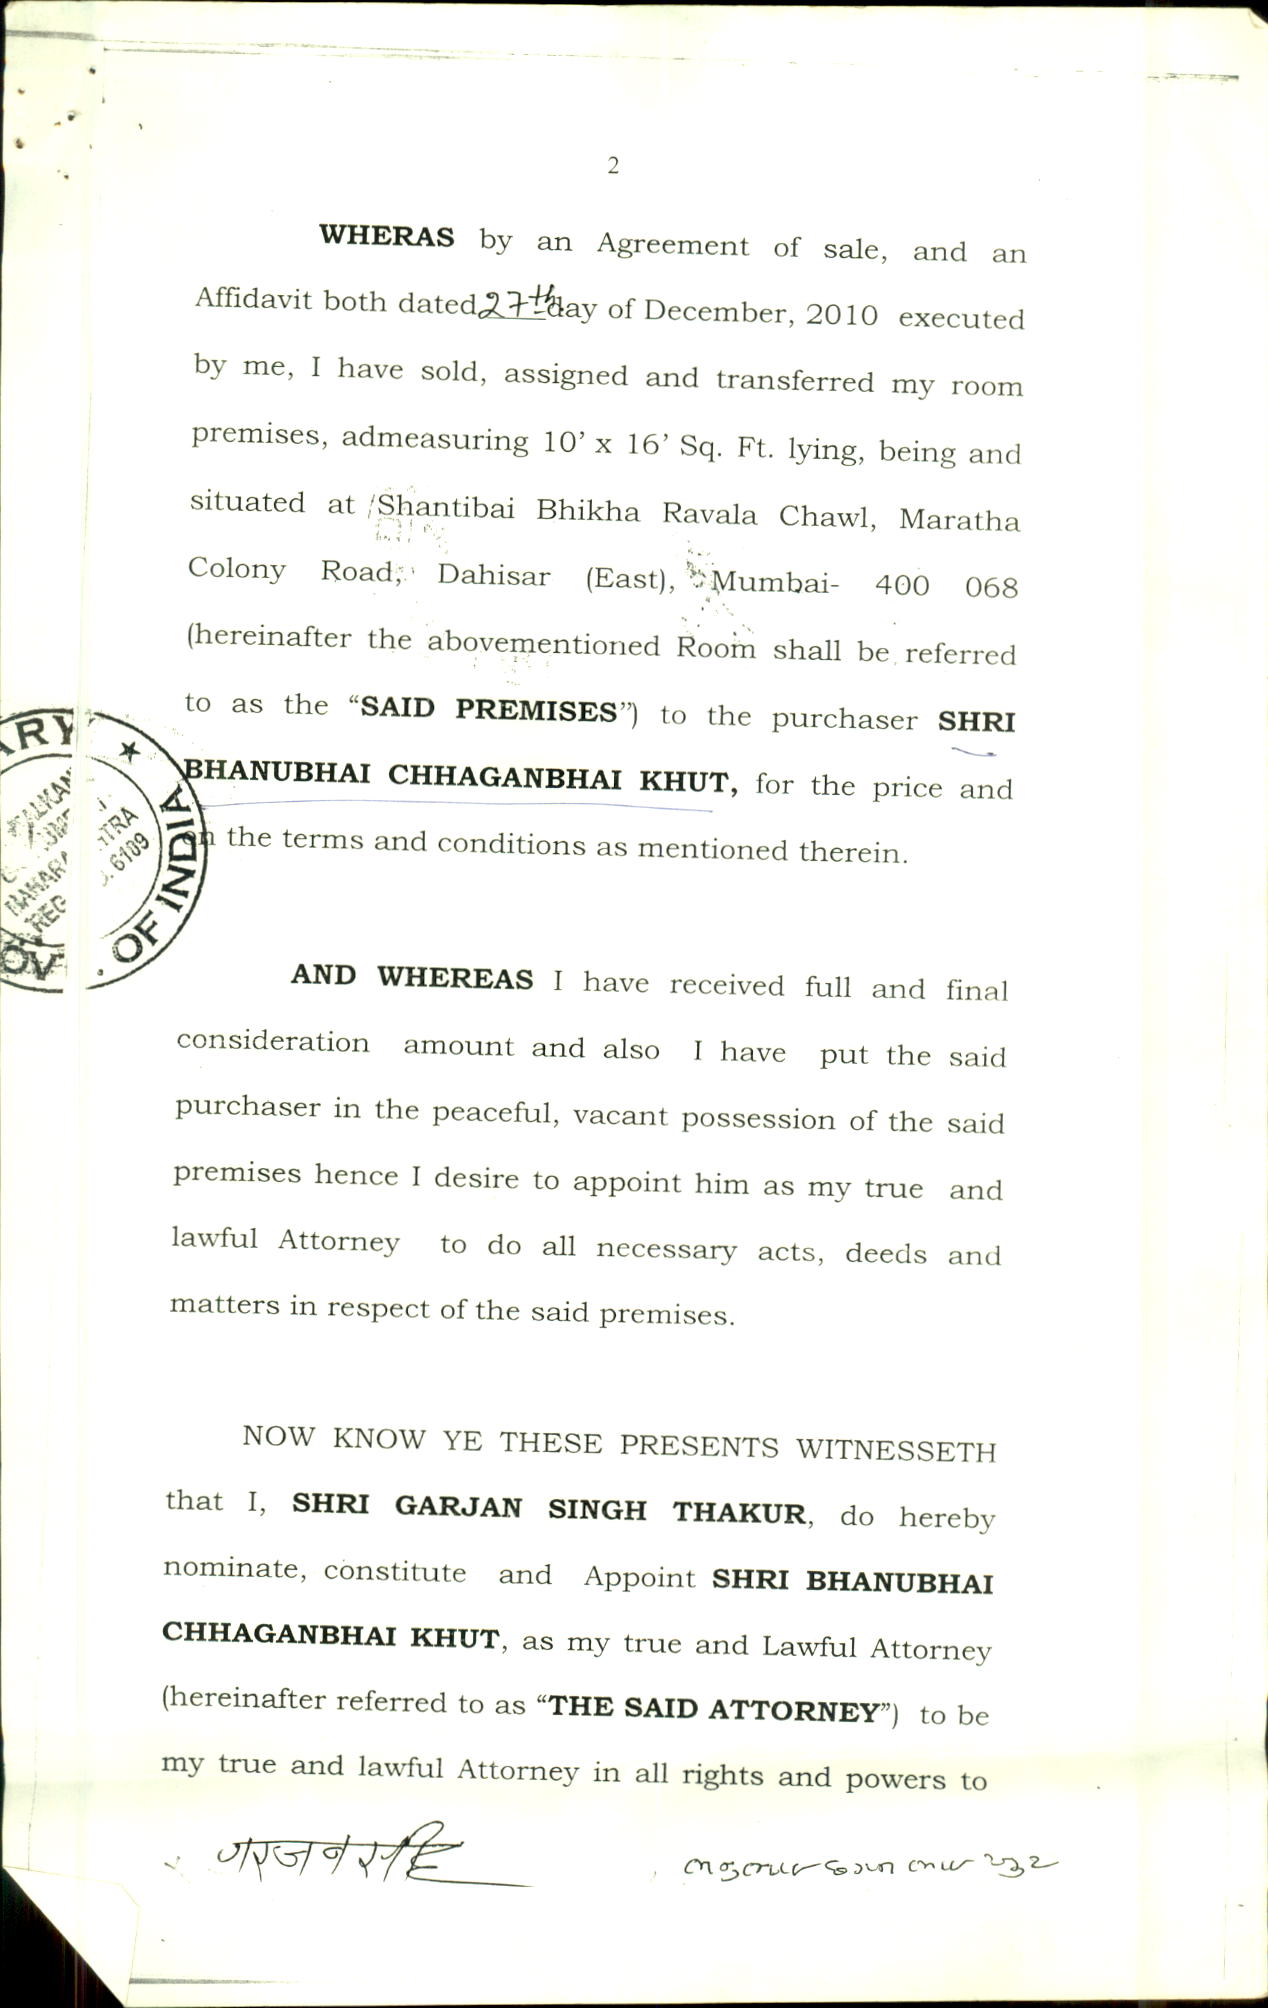 2
WHERAS by an Agreement of sale, and an
Affidavit both dated 27th day of December, 2010 executed
by me, I have sold, assigned and transferred my room
premises, admeasuring 10' x 16' Sq. Ft. lying, being and
situated at Shantibai Bhikha Ravala Chawl, Maratha
Colony Road, Dahisar (East), Mumbai- 400 068
(hereinafter the abovementioned Room shall be referred
to as the “SAID PREMISES”) to the purchaser SHRI
BHANUBHAI CHHAGANBHAI KHUT, for the price and
on the terms and conditions as mentioned therein.
OF INDIA
AND WHEREAS I have received full and final
consideration amount and also I have put the said
purchaser in the peaceful, vacant possession of the said
premises hence I desire to appoint him as my true and
lawful Attorney to do all necessary acts, deeds and
matters in respect of the said premises.
NOW KNOW YE THESE PRESENTS WITNESSETH
that I, SHRI GARJAN SINGH THAKUR, do hereby
nominate, constitute and Appoint SHRI BHANUBHAI
CHHAGANBHAI KHUT, as my true and Lawful Attorney
(hereinafter referred to as “THE SAID ATTORNEY”) to be
my true and lawful Attorney in all rights and powers to